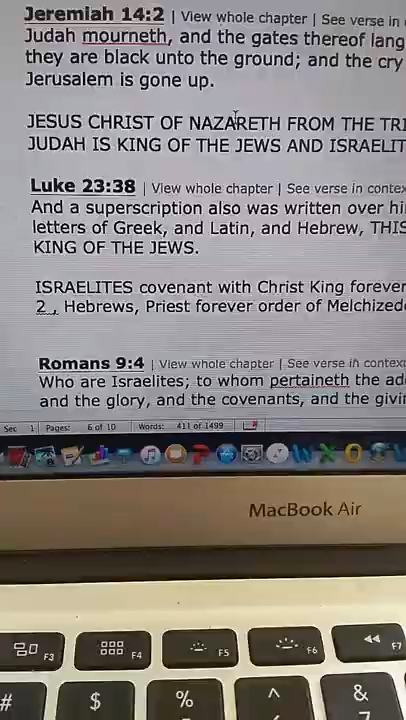 Jeremiah 14:2 | View whole chapter | See verse in
Judah mourneth, and the gates thereof lang
they are black unto the ground; and the cry
Jerusalem is gone up.
JESUS CHRIST OF NAZARETH FROM THE TRI
JUDAH IS KING OF THE JEWS AND ISRAELIT
Luke 23:38 | View whole chapter | See verse in contex
And a superscription also was written over hi
letters of Greek, and Latin, and Hebrew, THIS
KING OF THE JEWS.
ISRAELITES covenant with Christ King forever
2 , Hebrews, Priest forever order of Melchized
Romans 9:4 | View whole chapter | See verse in context
Who are Israelites; to whom pertaineth the ad
and the glory, and the covenants, and the givin
Sec 1 Pages: 6 of 10 Words: 411 of 1499
MacBook Air
F3 F4 F5 F6 F7
# $ % ^ &
7